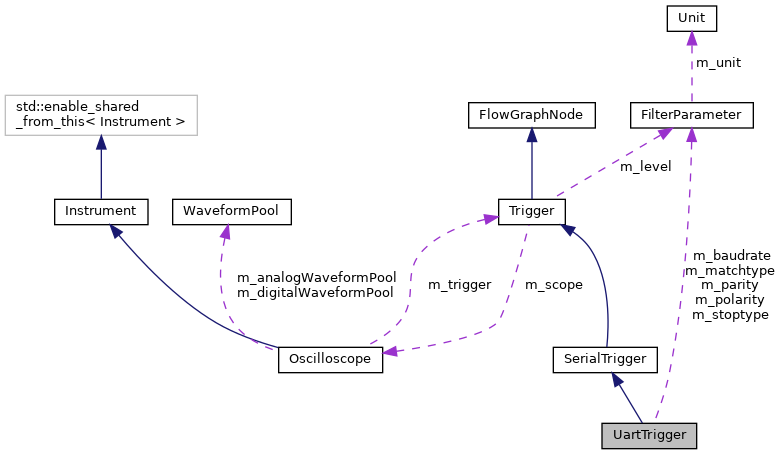 Unit
m_unit
std::enable_shared
_from_this< Instrument >
FlowGraphNode
FilterParameter
m_level
Instrument
WaveformPool
Trigger
m_analogWaveformPool
m_digitalWaveformPool
m_trigger
m_scope
m_baudrate
m_matchtype
m_parity
m_polarity
m_stoptype
Oscilloscope
SerialTrigger
UartTrigger